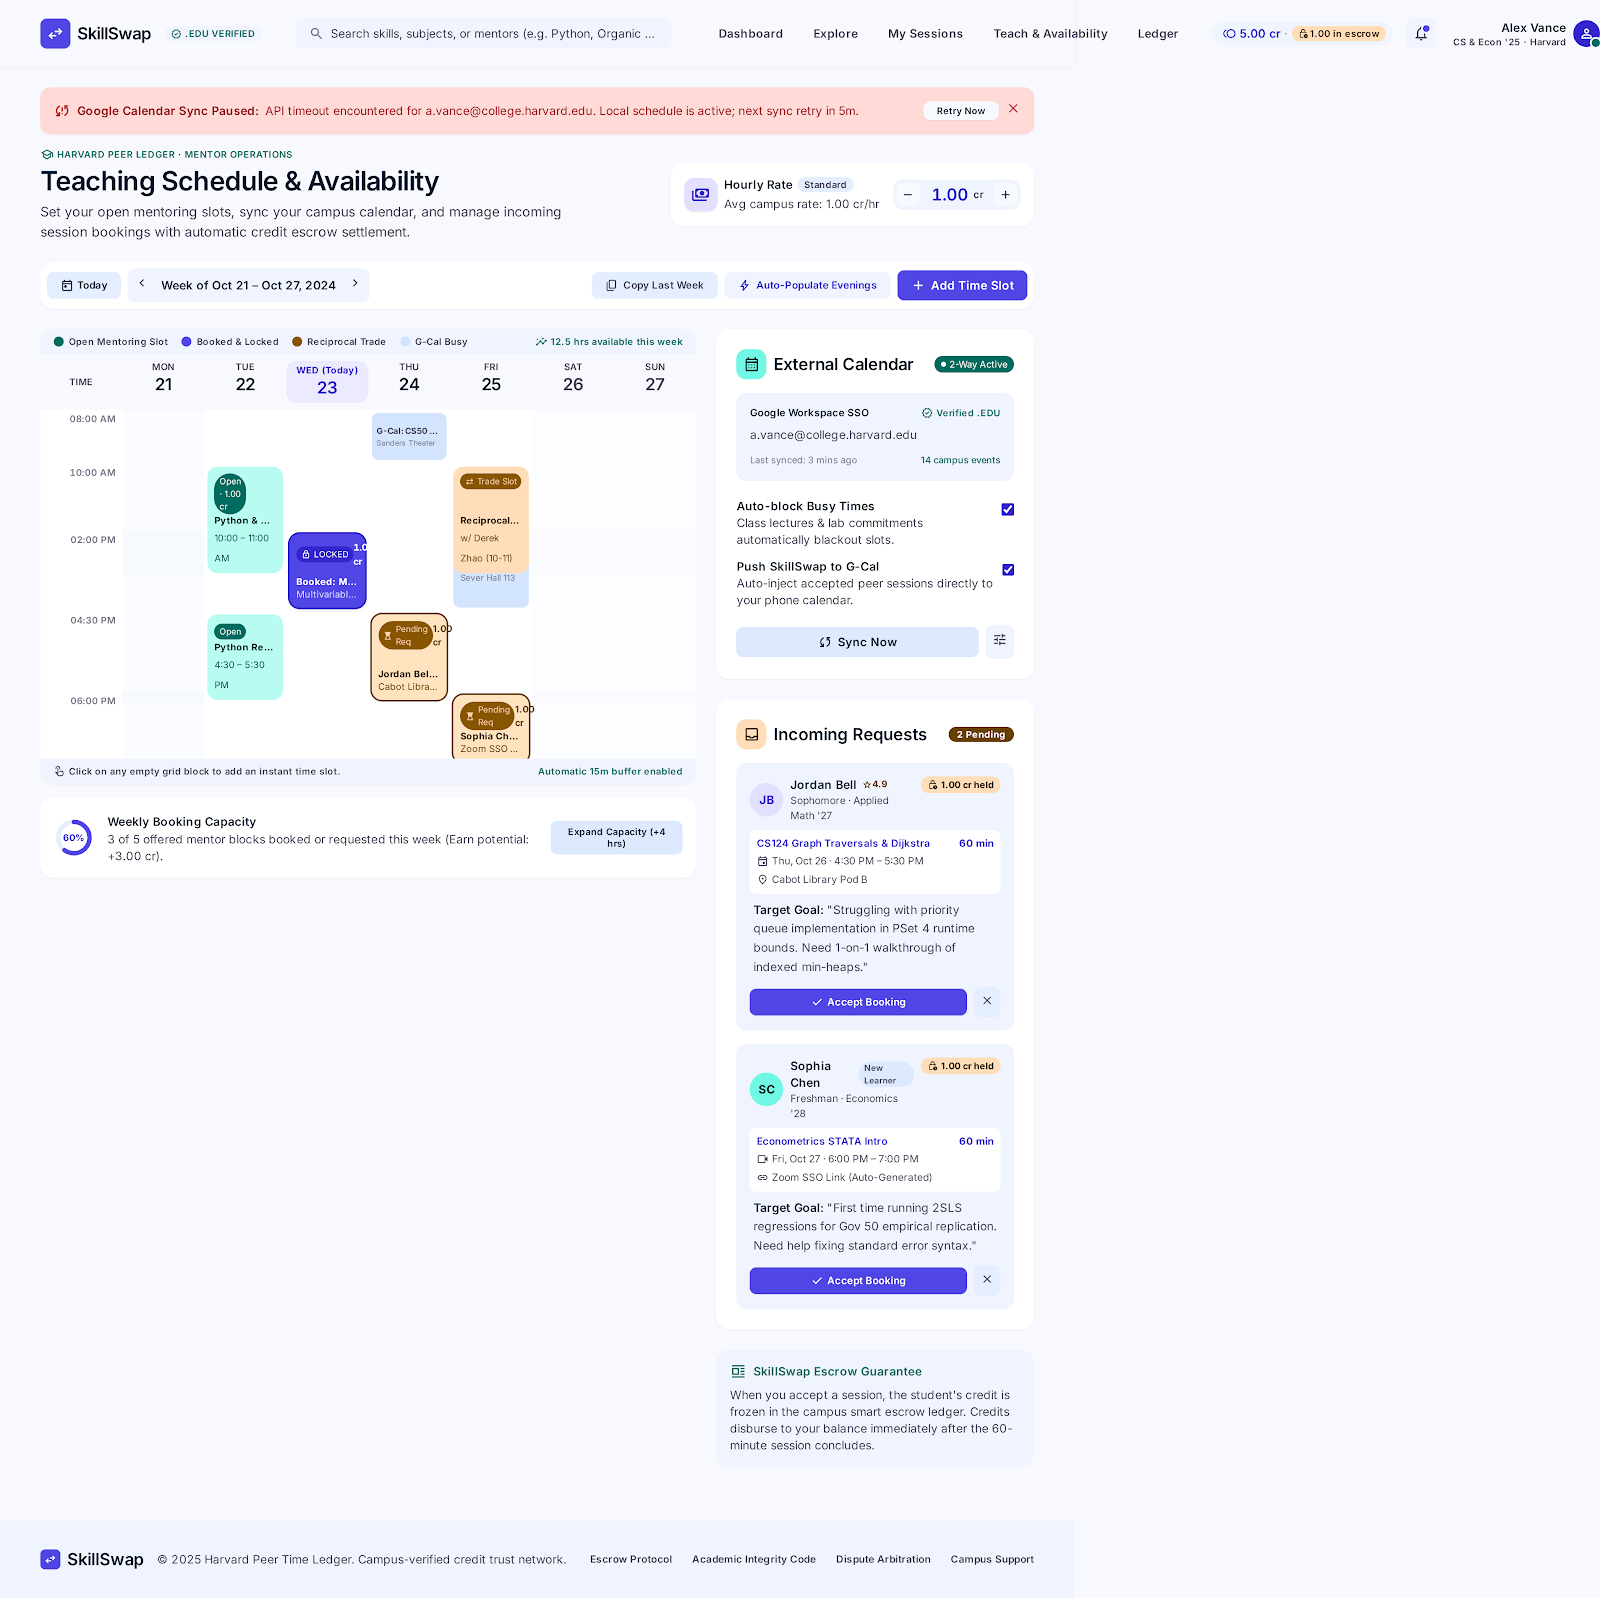 SkillSwap
.EDU VERIFIED
Search skills, subjects, or mentors (e.g. Python, Organic ...
Dashboard
Explore
My Sessions
Teach & Availability
Ledger
5.00 cr ·
1.00 in escrow
Alex Vance
CS & Econ '25 · Harvard
Google Calendar Sync Paused: API timeout encountered for a.vance@college.harvard.edu. Local schedule is active; next sync retry in 5m.
Retry Now
HARVARD PEER LEDGER · MENTOR OPERATIONS
Teaching Schedule & Availability
Set your open mentoring slots, sync your campus calendar, and manage incoming
session bookings with automatic credit escrow settlement.
Hourly Rate
Standard
Avg campus rate: 1.00 cr/hr
− 1.00 cr +
Today
Week of Oct 21 – Oct 27, 2024
Copy Last Week
Auto-Populate Evenings
Add Time Slot
Open Mentoring Slot
Booked & Locked
Reciprocal Trade
G-Cal Busy
12.5 hrs available this week
TIME
MON
21
TUE
22
WED (Today)
23
THU
24
FRI
25
SAT
26
SUN
27
08:00 AM
G-Cal: CS50 ...
Sanders Theater
10:00 AM
Open
· 1.00
cr
Python & ...
10:00 – 11:00
AM
Trade Slot
Reciprocal...
w/ Derek
Zhao (10-11)
Sever Hall 113
02:00 PM
LOCKED
1.0
cr
Booked: M...
Multivariabl...
04:30 PM
Open
Python Re...
4:30 – 5:30
PM
Pending
Req
1.00
cr
Jordan Bel...
Cabot Libra...
06:00 PM
Pending
Req
1.00
cr
Sophia Ch...
Zoom SSO ...
Click on any empty grid block to add an instant time slot.
Automatic 15m buffer enabled
60%
Weekly Booking Capacity
3 of 5 offered mentor blocks booked or requested this week (Earn potential:
+3.00 cr).
Expand Capacity (+4
hrs)
External Calendar
2-Way Active
Google Workspace SSO
Verified .EDU
a.vance@college.harvard.edu
Last synced: 3 mins ago
14 campus events
Auto-block Busy Times
Class lectures & lab commitments
automatically blackout slots.
Push SkillSwap to G-Cal
Auto-inject accepted peer sessions directly to
your phone calendar.
Sync Now
Incoming Requests
2 Pending
JB
Jordan Bell
4.9
Sophomore · Applied
Math '27
1.00 cr held
CS124 Graph Traversals & Dijkstra
60 min
Thu, Oct 26 · 4:30 PM – 5:30 PM
Cabot Library Pod B
Target Goal: "Struggling with priority
queue implementation in PSet 4 runtime
bounds. Need 1-on-1 walkthrough of
indexed min-heaps."
Accept Booking
SC
Sophia
Chen
New
Learner
Freshman · Economics
'28
1.00 cr held
Econometrics STATA Intro
60 min
Fri, Oct 27 · 6:00 PM – 7:00 PM
Zoom SSO Link (Auto-Generated)
Target Goal: "First time running 2SLS
regressions for Gov 50 empirical replication.
Need help fixing standard error syntax."
Accept Booking
SkillSwap Escrow Guarantee
When you accept a session, the student's credit is
frozen in the campus smart escrow ledger. Credits
disburse to your balance immediately after the 60-
minute session concludes.
SkillSwap
© 2025 Harvard Peer Time Ledger. Campus-verified credit trust network.
Escrow Protocol
Academic Integrity Code
Dispute Arbitration
Campus Support